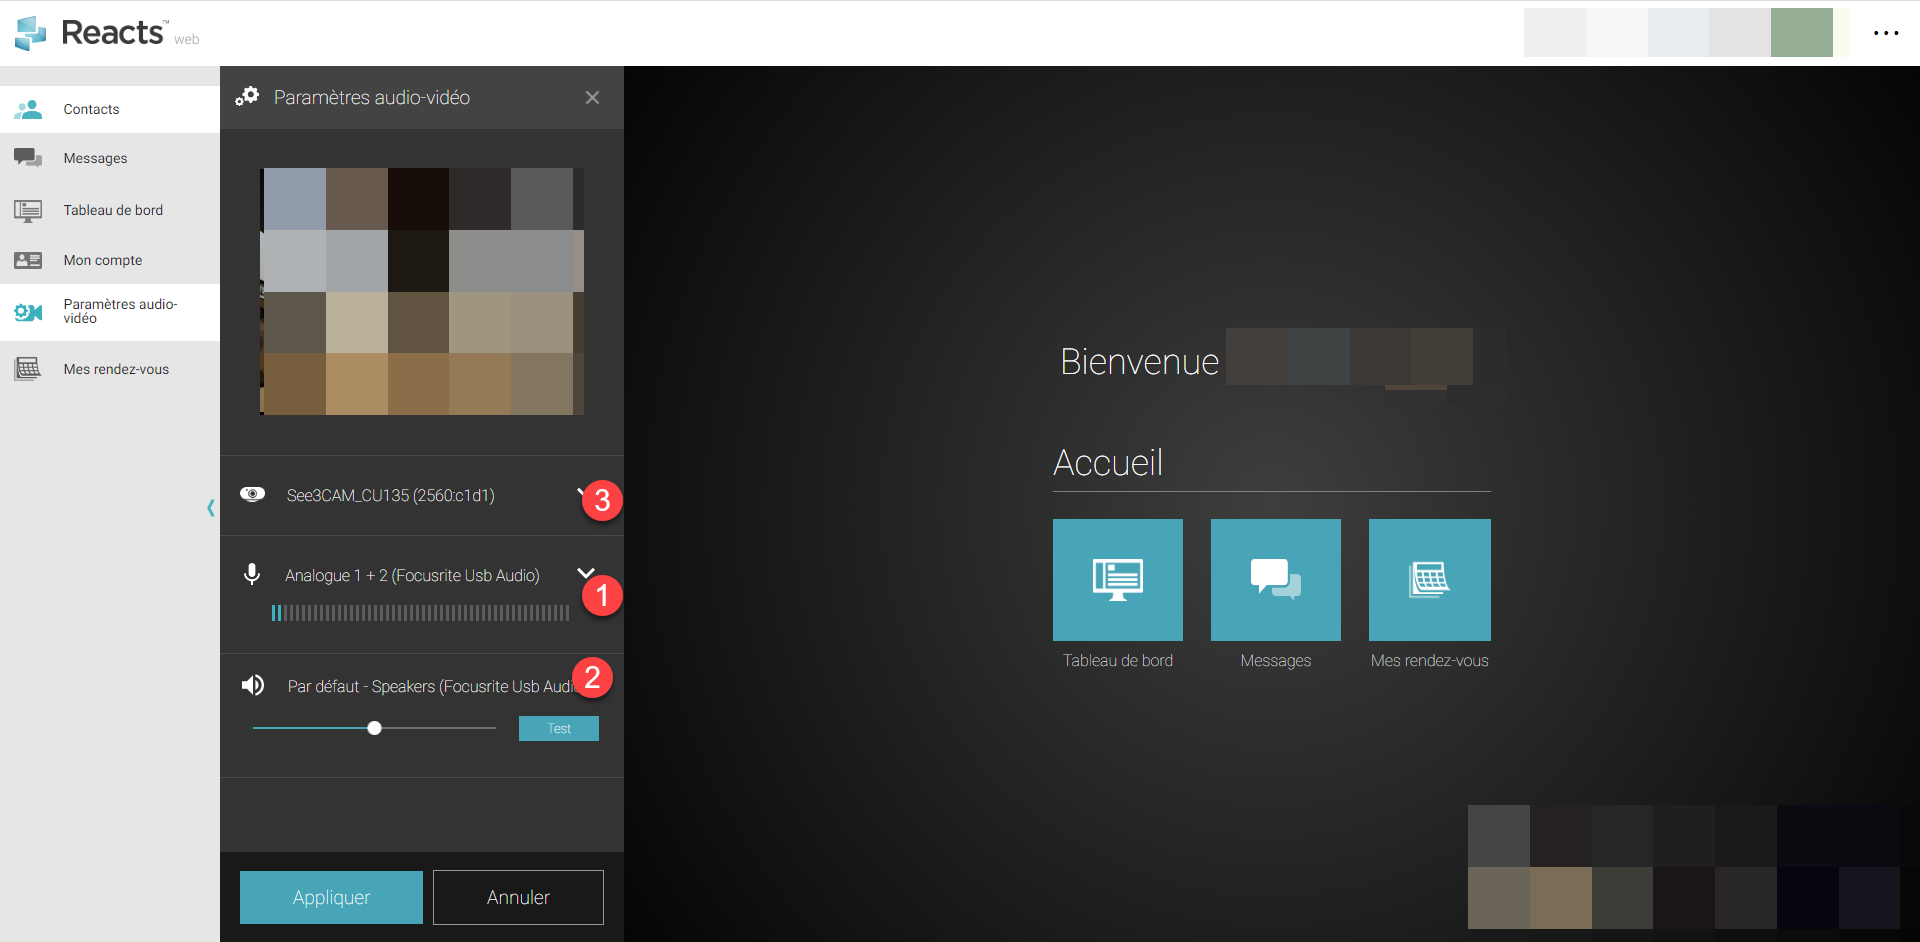 Reacts™ web
...
Contacts
Messages
Tableau de bord
Mon compte
Paramètres audio-
vidéo
Mes rendez-vous
Paramètres audio-vidéo
See3CAM_CU135 (2560:c1d1)
3
Analogue 1 + 2 (Focusrite Usb Audio)
1
Par défaut - Speakers (Focusrite Usb Audi
2
Test
Appliquer
Annuler
Bienvenue
Accueil
Tableau de bord
Messages
Mes rendez-vous